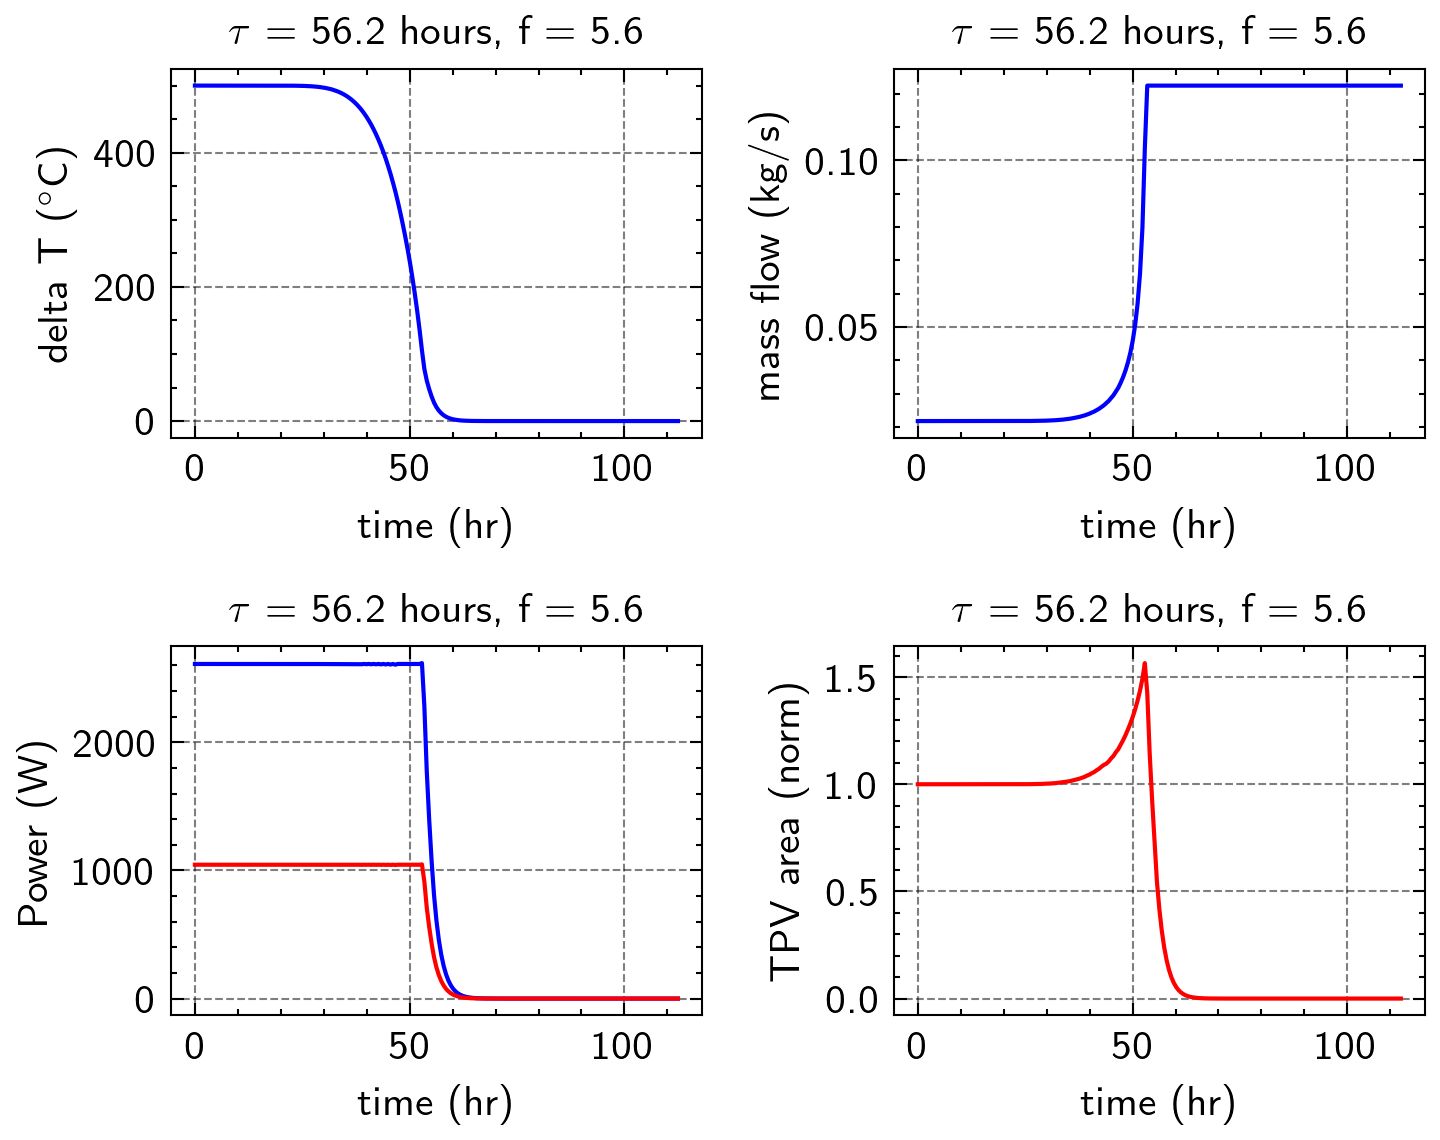 τ = 56.2 hours, f = 5.6
delta T (°C)
400
200
0
0 50 100
time (hr)
τ = 56.2 hours, f = 5.6
mass flow (kg/s)
0.10
0.05
0 50 100
time (hr)
τ = 56.2 hours, f = 5.6
Power (W)
2000
1000
0
0 50 100
time (hr)
τ = 56.2 hours, f = 5.6
TPV area (norm)
1.5
1.0
0.5
0.0
0 50 100
time (hr)